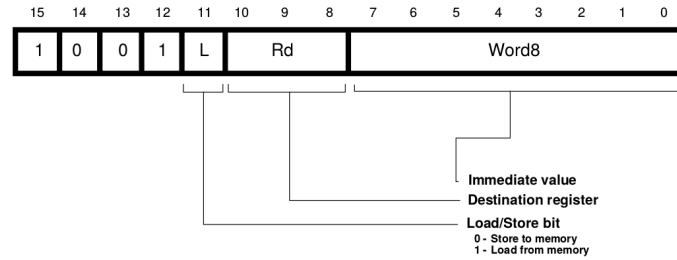 15 14 13 12 11 10 9 8 7 6 5 4 3 2 1 0
1 0 0 1 L Rd Word8
Immediate value
Destination register
Load/Store bit
0 - Store to memory
1 - Load from memory